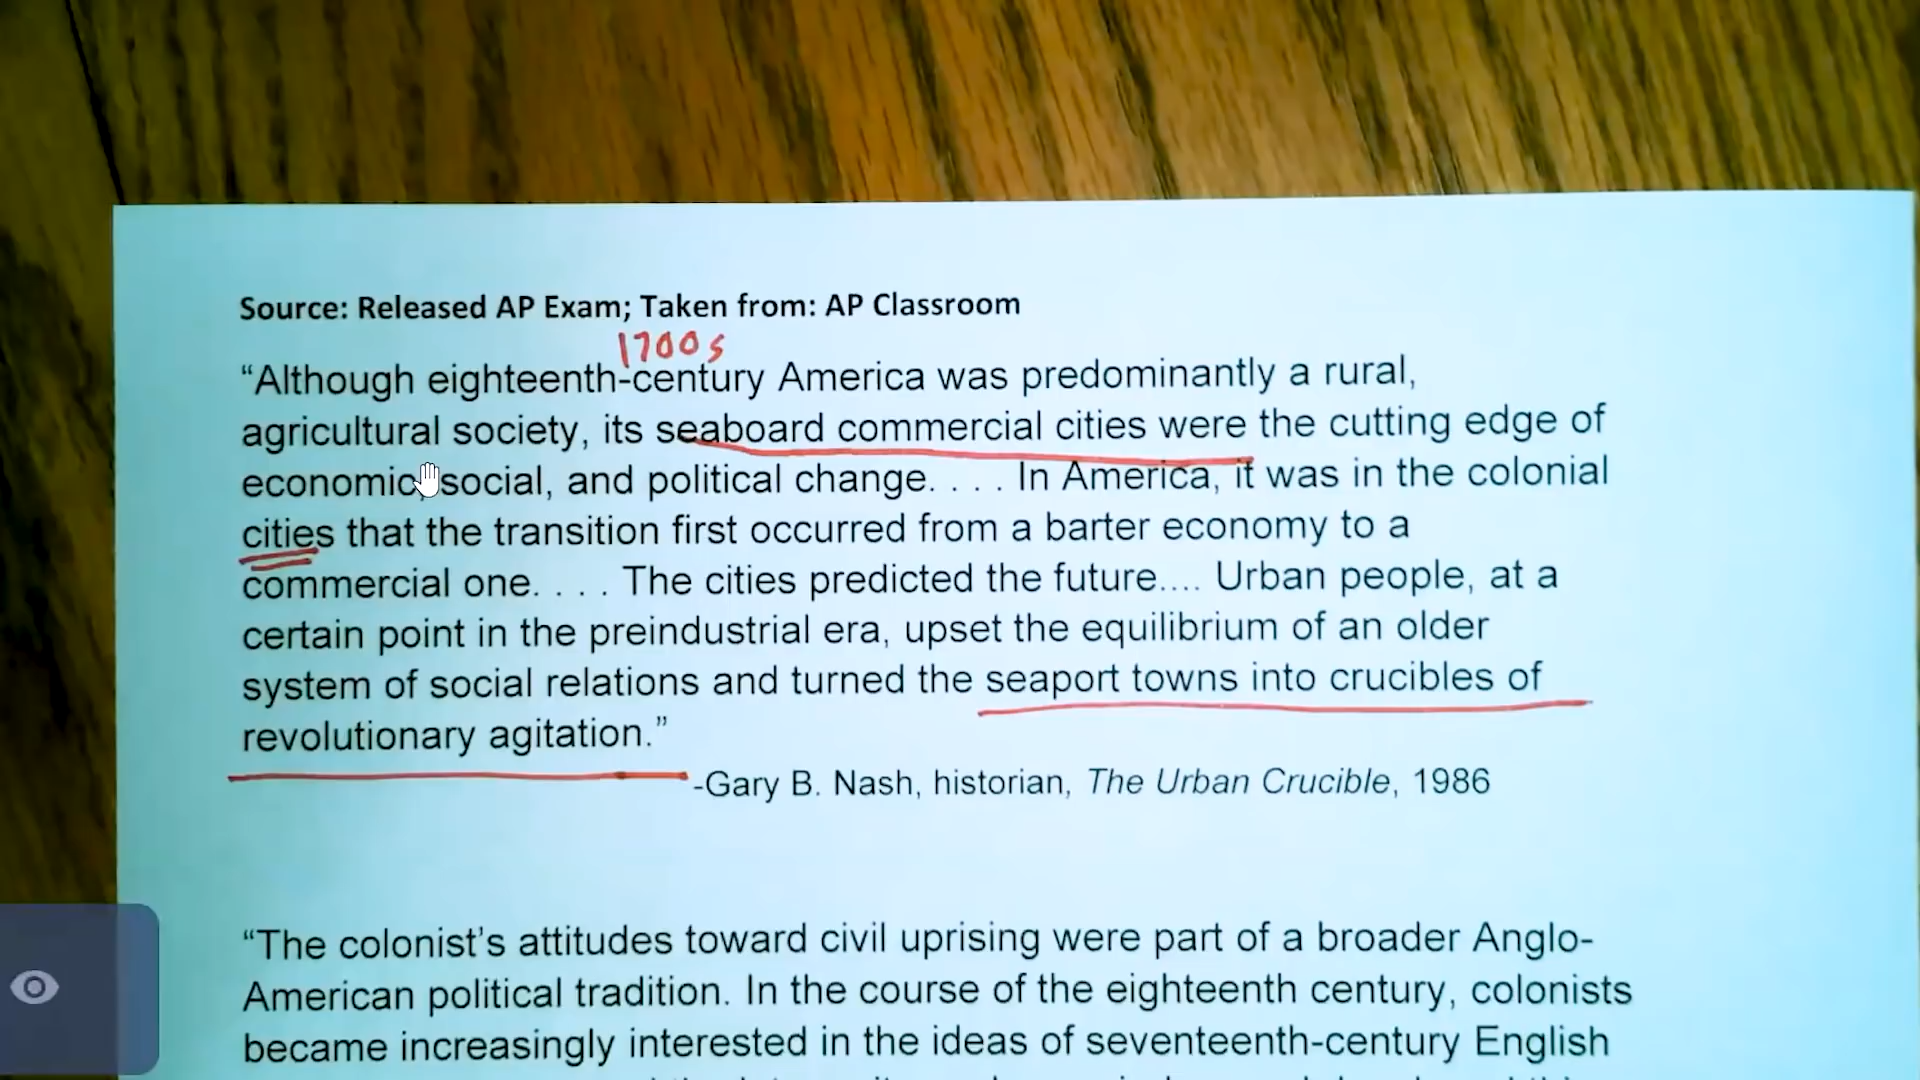 Source: Released AP Exam; Taken from: AP Classroom
1700s
“Although eighteenth-century America was predominantly a rural,
agricultural society, its seaboard commercial cities were the cutting edge of
economic, social, and political change. . . . In America, it was in the colonial
cities that the transition first occurred from a barter economy to a
commercial one. . . . The cities predicted the future.... Urban people, at a
certain point in the preindustrial era, upset the equilibrium of an older
system of social relations and turned the seaport towns into crucibles of
revolutionary agitation.”
-Gary B. Nash, historian, The Urban Crucible, 1986
“The colonist’s attitudes toward civil uprising were part of a broader Anglo-
American political tradition. In the course of the eighteenth century, colonists
became increasingly interested in the ideas of seventeenth-century English